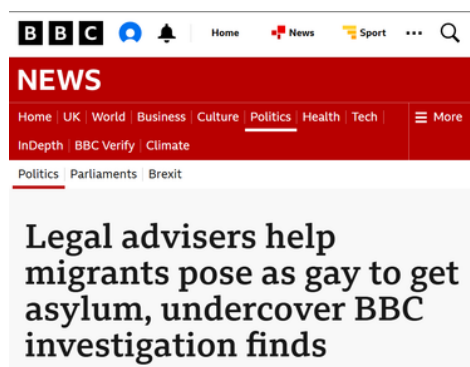 BBC Home News Sport
NEWS
Home UK World Business Culture Politics Health Tech More
InDepth BBC Verify Climate
Politics Parliaments Brexit
Legal advisers help
migrants pose as gay to get
asylum, undercover BBC
investigation finds